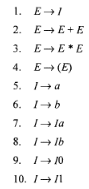 1. E → I
2. E → E + E
3. E → E * E
4. E → (E)
5. I → a
6. I → b
7. I → Ia
8. I → Ib
9. I → I0
10. I → I1